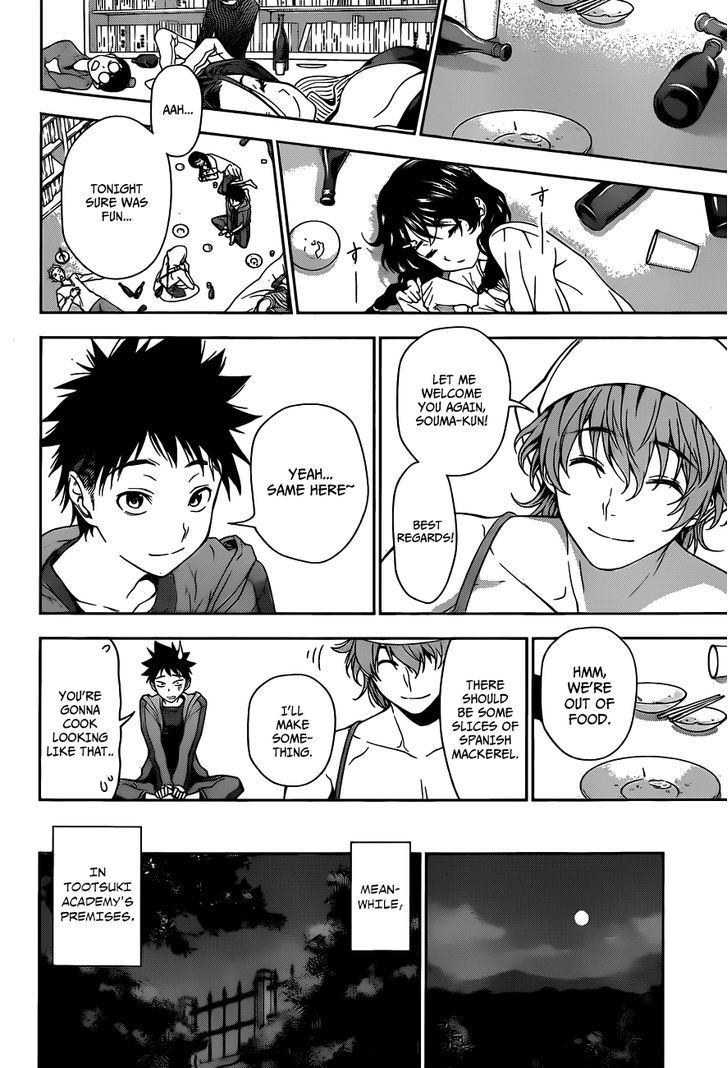 AAH...
TONIGHT
SURE WAS
FUN...
す
す
LET ME
WELCOME
YOU AGAIN,
SOUMA-KUN!
BEST
REGARDS!
YEAH...
SAME HERE~
HMM,
WE'RE
OUT OF
FOOD.
THERE
SHOULD
BE SOME
SLICES OF
SPANISH
MACKEREL.
I'LL
MAKE
SOME-
THING.
YOU'RE
GONNA
COOK
LOOKING
LIKE THAT..
MEAN-
WHILE,
IN
TOOTSUKI
ACADEMY'S
PREMISES.